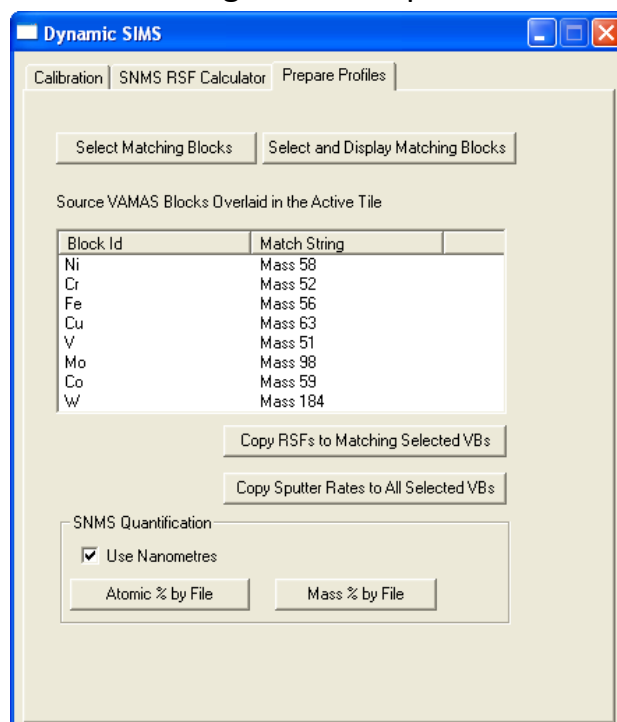 Dynamic SIMS
Calibration SNMS RSF Calculator Prepare Profiles
Select Matching Blocks Select and Display Matching Blocks
Source VAMAS Blocks Overlaid in the Active Tile
Block Id Match String
Ni Mass 58
Cr Mass 52
Fe Mass 56
Cu Mass 63
V Mass 51
Mo Mass 98
Co Mass 59
W Mass 184
Copy RSFs to Matching Selected VBs
Copy Sputter Rates to All Selected VBs
SNMS Quantification
Use Nanometres
Atomic % by File Mass % by File